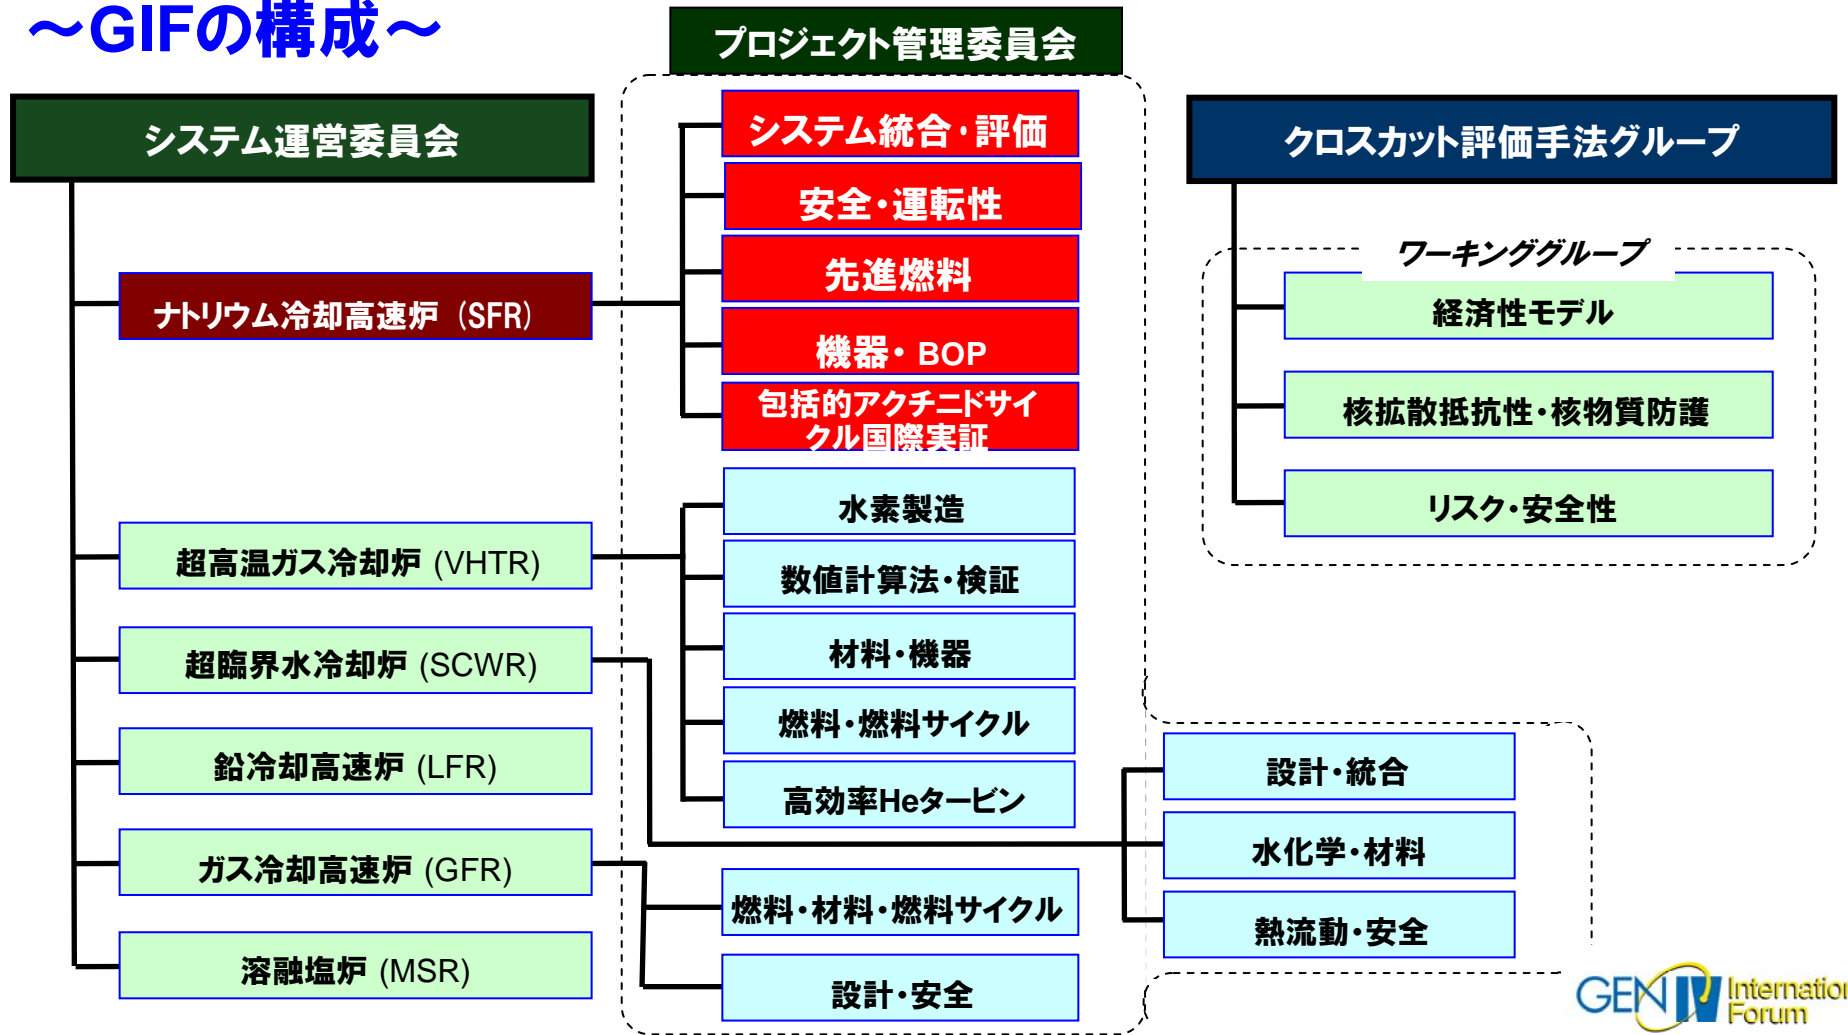 ～GIFの構成～
プロジェクト管理委員会
システム運営委員会
クロスカット評価手法グループ
システム統合・評価
安全・運転性
先進燃料
機器・ BOP
包括的アクチニドサイ
クル国際実証
ナトリウム冷却高速炉 (SFR)
ワーキンググループ
経済性モデル
核拡散抵抗性・核物質防護
リスク・安全性
超高温ガス冷却炉 (VHTR)
水素製造
数値計算法・検証
材料・機器
燃料・燃料サイクル
高効率Heタービン
超臨界水冷却炉 (SCWR)
設計・統合
水化学・材料
熱流動・安全
鉛冷却高速炉 (LFR)
ガス冷却高速炉 (GFR)
燃料・材料・燃料サイクル
設計・安全
溶融塩炉 (MSR)
GEN IV Internation
Forum